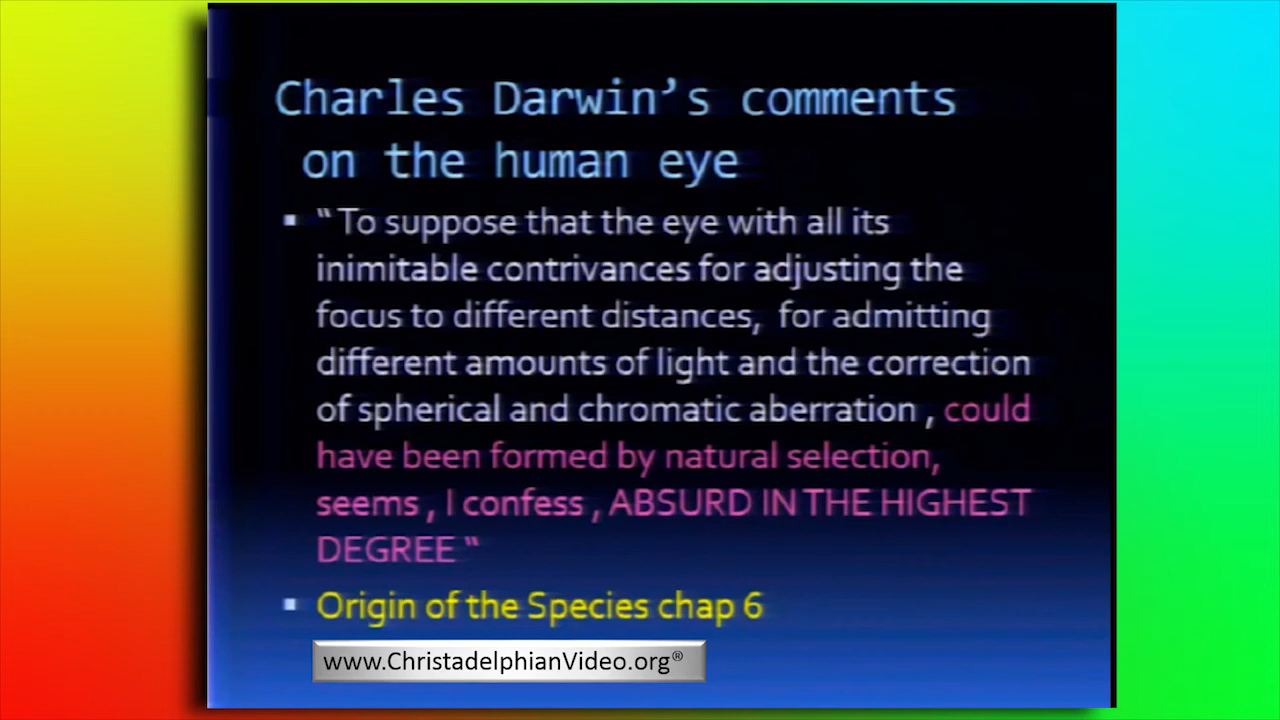 Charles Darwin’s comments
on the human eye
▪ “ To suppose that the eye with all its
inimitable contrivances for adjusting the
focus to different distances,  for admitting
different amounts of light and the correction
of spherical and chromatic aberration , could
have been formed by natural selection,
seems , I confess , ABSURD IN THE HIGHEST
DEGREE “
▪ Origin of the Species chap 6
www.ChristadelphianVideo.org®